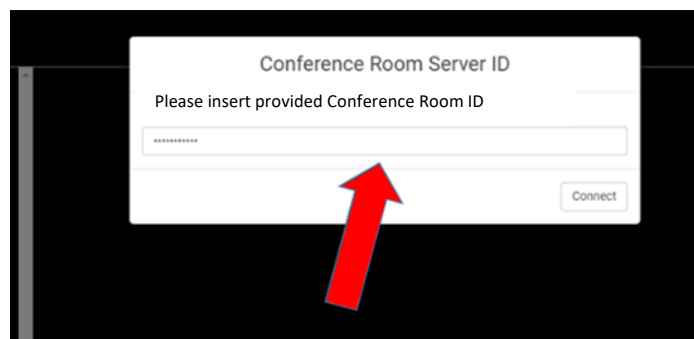 Conference Room Server ID
Please insert provided Conference Room ID
***********
Connect